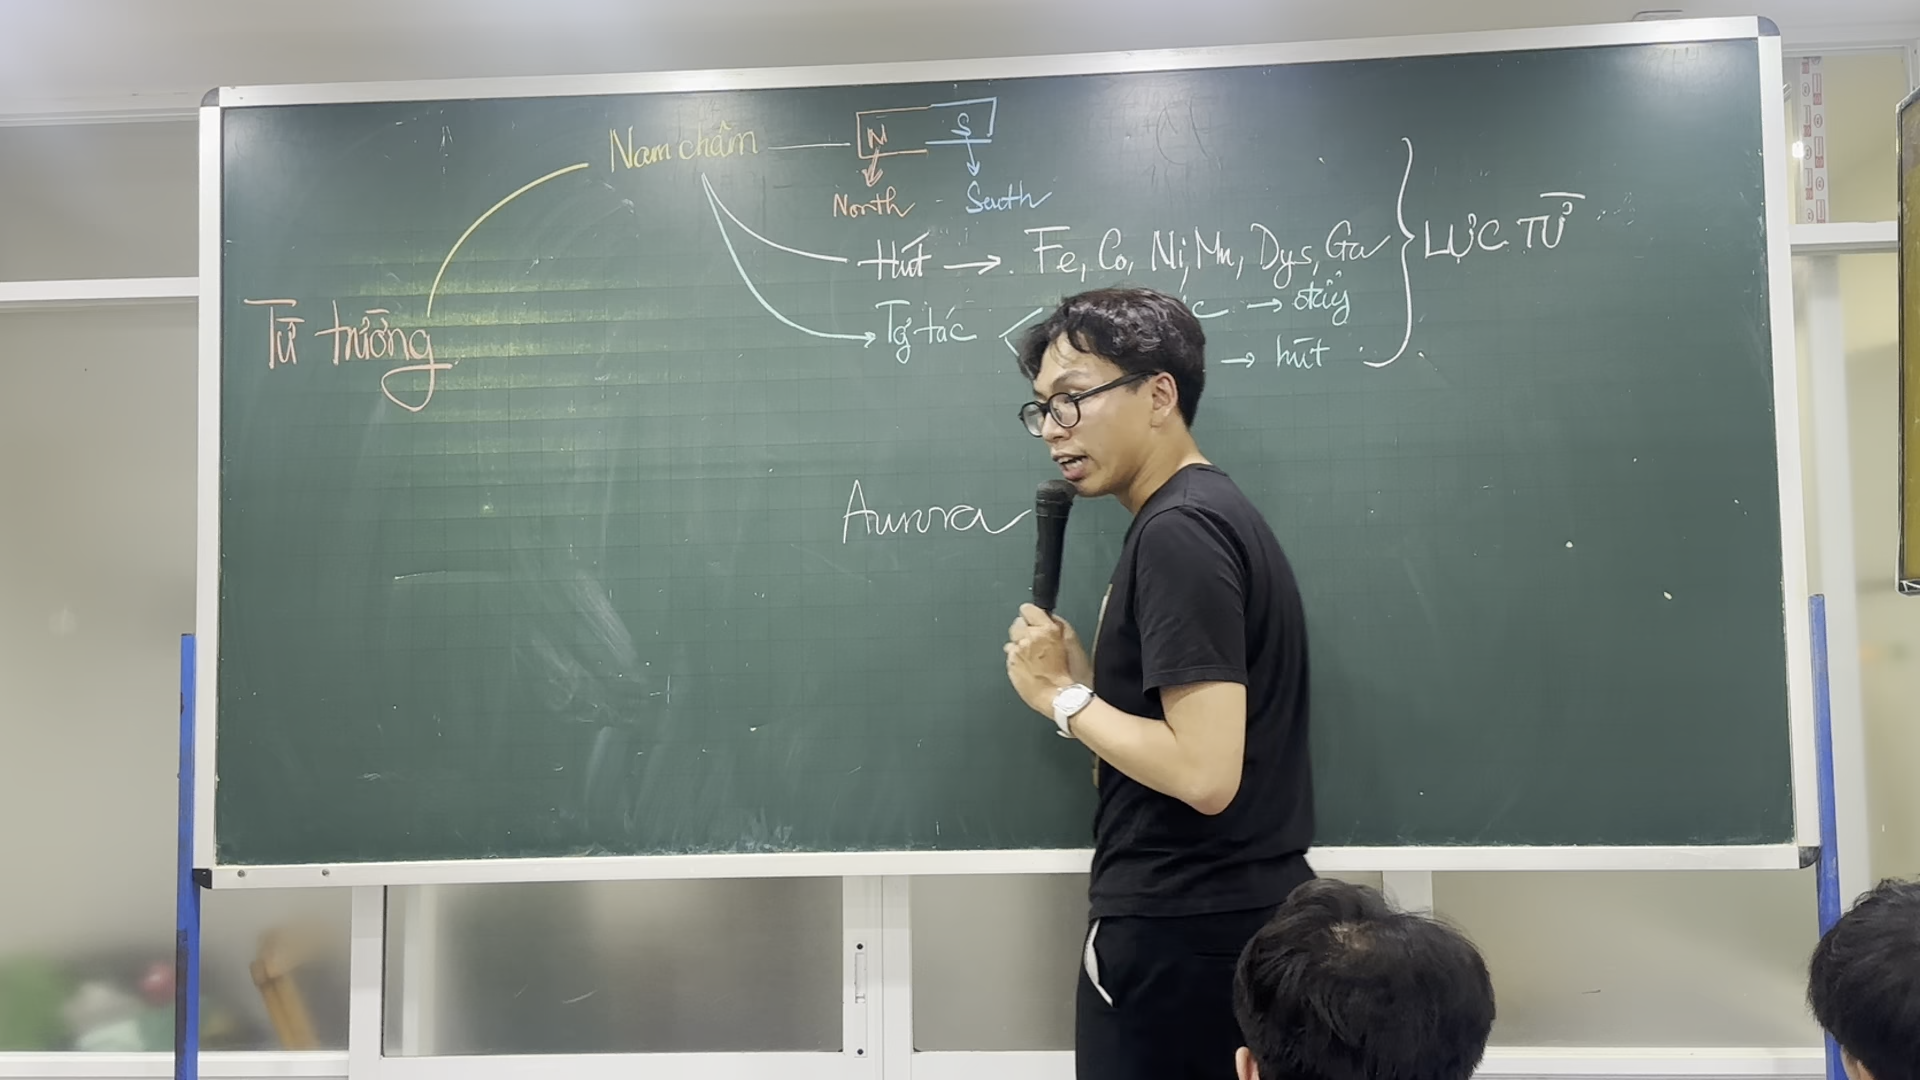 Nam châm
N S
North South
Hút → Fe, Co, Ni, Mn, Dys, Ga
LỰC TỪ
Tg tác
→ đẩy
→ hút
Từ trường
Aurora